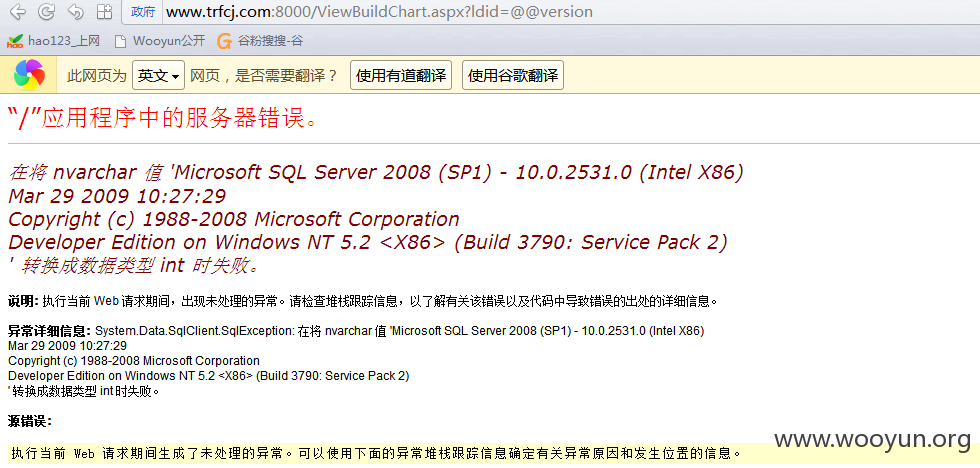 政府 www.trfcj.com:8000/ViewBuildChart.aspx?ldid=@@version
hao123_上网 Wooyun公开 谷粉搜搜-谷
此网页为 英文 网页，是否需要翻译？ 使用有道翻译 使用谷歌翻译
“/”应用程序中的服务器错误。
在将 nvarchar 值 'Microsoft SQL Server 2008 (SP1) - 10.0.2531.0 (Intel X86)
Mar 29 2009 10:27:29
Copyright (c) 1988-2008 Microsoft Corporation
Developer Edition on Windows NT 5.2 <X86> (Build 3790: Service Pack 2)
' 转换成数据类型 int 时失败。
说明: 执行当前 Web 请求期间，出现未处理的异常。请检查堆栈跟踪信息，以了解有关该错误以及代码中导致错误的出处的详细信息。
异常详细信息: System.Data.SqlClient.SqlException: 在将 nvarchar 值 'Microsoft SQL Server 2008 (SP1) - 10.0.2531.0 (Intel X86)
Mar 29 2009 10:27:29
Copyright (c) 1988-2008 Microsoft Corporation
Developer Edition on Windows NT 5.2 <X86> (Build 3790: Service Pack 2)
' 转换成数据类型 int 时失败。
源错误:
执行当前 Web 请求期间生成了未处理的异常。可以使用下面的异常堆栈跟踪信息确定有关异常原因和发生位置的信息。
www.wooyun.org